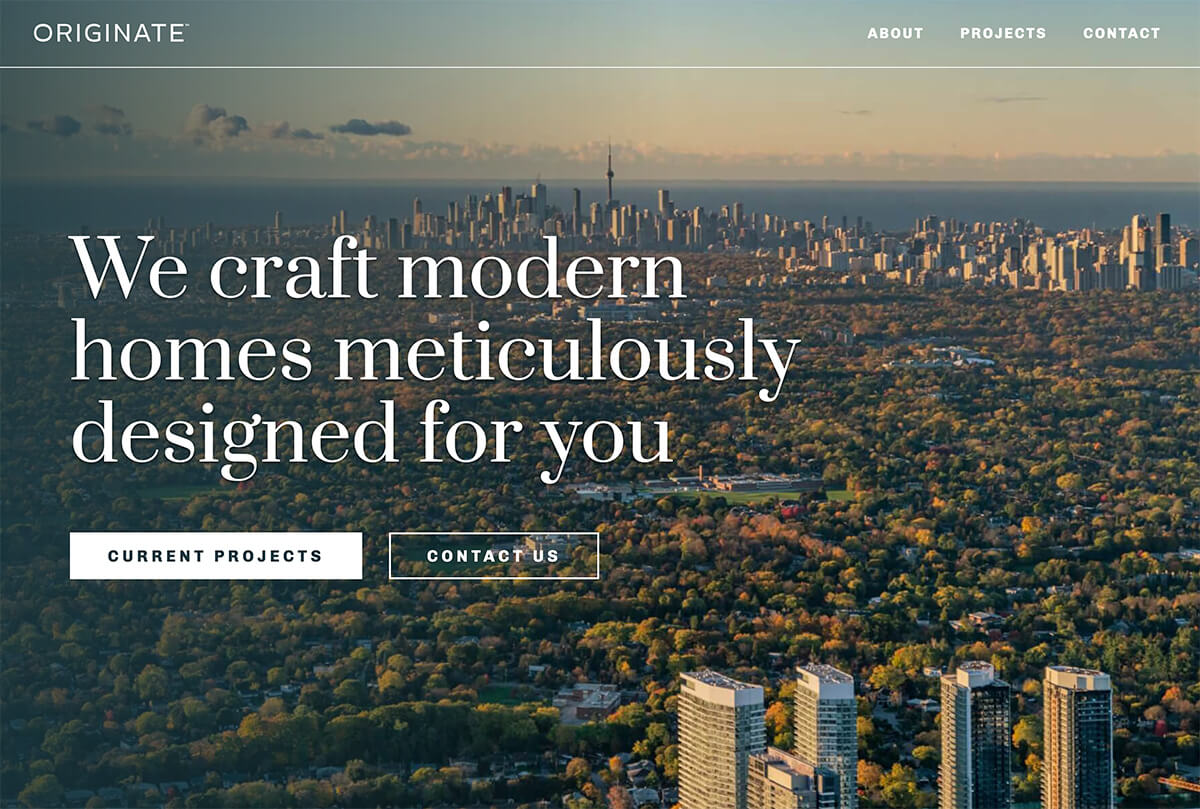 ORIGINATE™
ABOUT PROJECTS CONTACT
We craft modern
homes meticulously
designed for you
CURRENT PROJECTS
CONTACT US